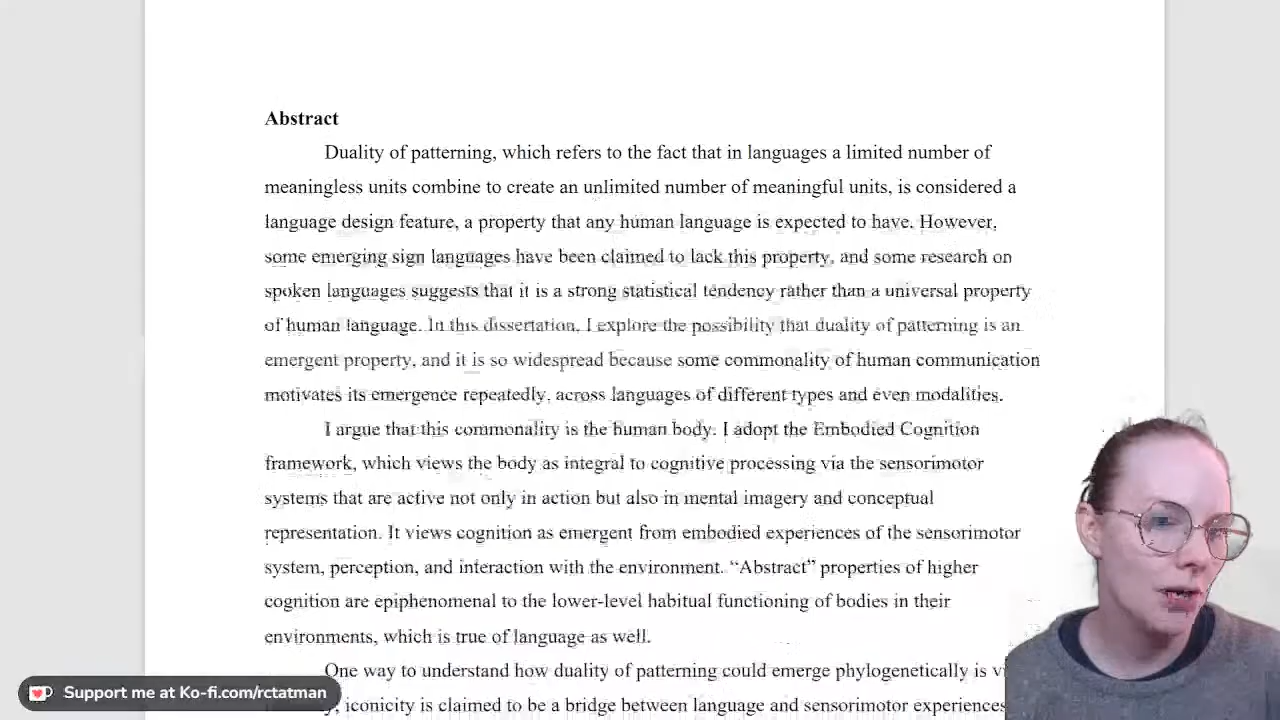 Abstract
Duality of patterning, which refers to the fact that in languages a limited number of
meaningless units combine to create an unlimited number of meaningful units, is considered a
language design feature, a property that any human language is expected to have. However,
some emerging sign languages have been claimed to lack this property, and some research on
spoken languages suggests that it is a strong statistical tendency rather than a universal property
of human language. In this dissertation, I explore the possibility that duality of patterning is an
emergent property, and it is so widespread because some commonality of human communication
motivates its emergence repeatedly, across languages of different types and even modalities.
I argue that this commonality is the human body. I adopt the Embodied Cognition
framework, which views the body as integral to cognitive processing via the sensorimotor
systems that are active not only in action but also in mental imagery and conceptual
representation. It views cognition as emergent from embodied experiences of the sensorimotor
system, perception, and interaction with the environment. “Abstract” properties of higher
cognition are epiphenomenal to the lower-level habitual functioning of bodies in their
environments, which is true of language as well.
One way to understand how duality of patterning could emerge phylogenetically is
iconicity is claimed to be a bridge between language and sensorimotor experiences
Support me at Ko-fi.com/rctatman